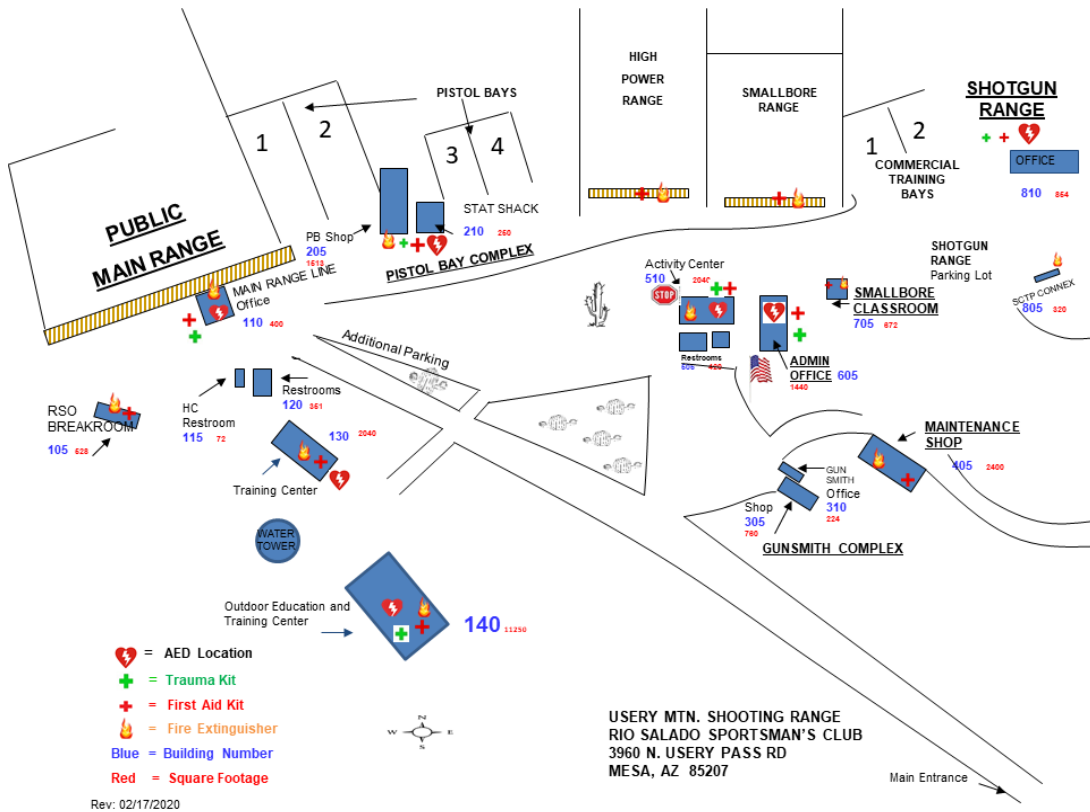 HIGH
POWER
RANGE
SMALLBORE
RANGE
PISTOL BAYS
1
2
3
4
1
2
COMMERCIAL
TRAINING
BAYS
SHOTGUN
RANGE
OFFICE
810 864
PUBLIC
MAIN RANGE
STAT SHACK
210 260
PB Shop
205
1513
PISTOL BAY COMPLEX
MAIN RANGE LINE
Office
110 400
Activity Center
510 2040
STOP
SHOTGUN
RANGE
Parking Lot
SCTP CONNEX
805 320
SMALLBORE
CLASSROOM
705 672
Restrooms
ADMIN
OFFICE 605
1440
Additional Parking
RSO
BREAKROOM
105 528
HC
Restroom
115 72
Restrooms
120 351
130 2040
Training Center
MAINTENANCE
SHOP
405 2400
GUN
SMITH
Office
310
224
Shop
305
760
GUNSMITH COMPLEX
WATER
TOWER
Outdoor Education and
Training Center
140 11250
= AED Location
= Trauma Kit
= First Aid Kit
= Fire Extinguisher
Blue = Building Number
Red = Square Footage
Rev: 02/17/2020
N
W E
S
USERY MTN. SHOOTING RANGE
RIO SALADO SPORTSMAN'S CLUB
3960 N. USERY PASS RD
MESA, AZ 85207
Main Entrance